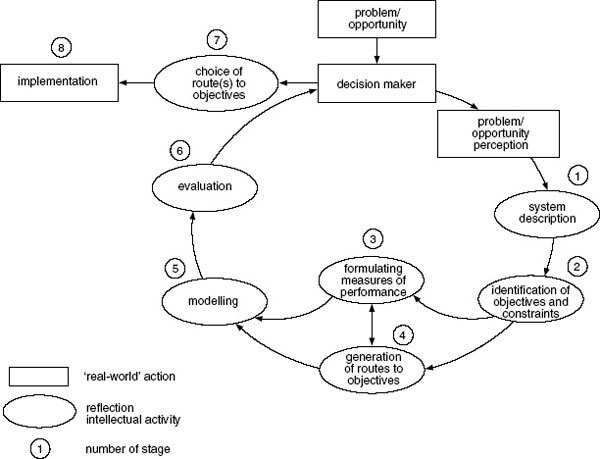 problem/
opportunity
8
7
implementation
choice of
route(s) to
objectives
decision maker
problem/
opportunity
perception
6
1
evaluation
system
description
3
2
5
formulating
measures of
performance
identification of
objectives and
constraints
modelling
4
generation
of routes to
objectives
'real-world' action
reflection
intellectual activity
1
number of stage